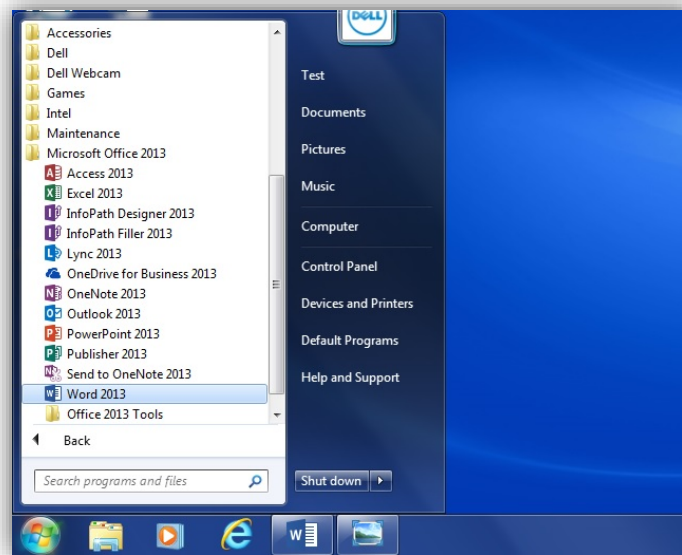 DELL
Accessories
Dell
Dell Webcam
Games
Intel
Maintenance
Microsoft Office 2013
Access 2013
Excel 2013
InfoPath Designer 2013
InfoPath Filler 2013
Lync 2013
OneDrive for Business 2013
OneNote 2013
Outlook 2013
PowerPoint 2013
Publisher 2013
Send to OneNote 2013
Word 2013
Office 2013 Tools
Back
Search programs and files
Test
Documents
Pictures
Music
Computer
Control Panel
Devices and Printers
Default Programs
Help and Support
Shut down